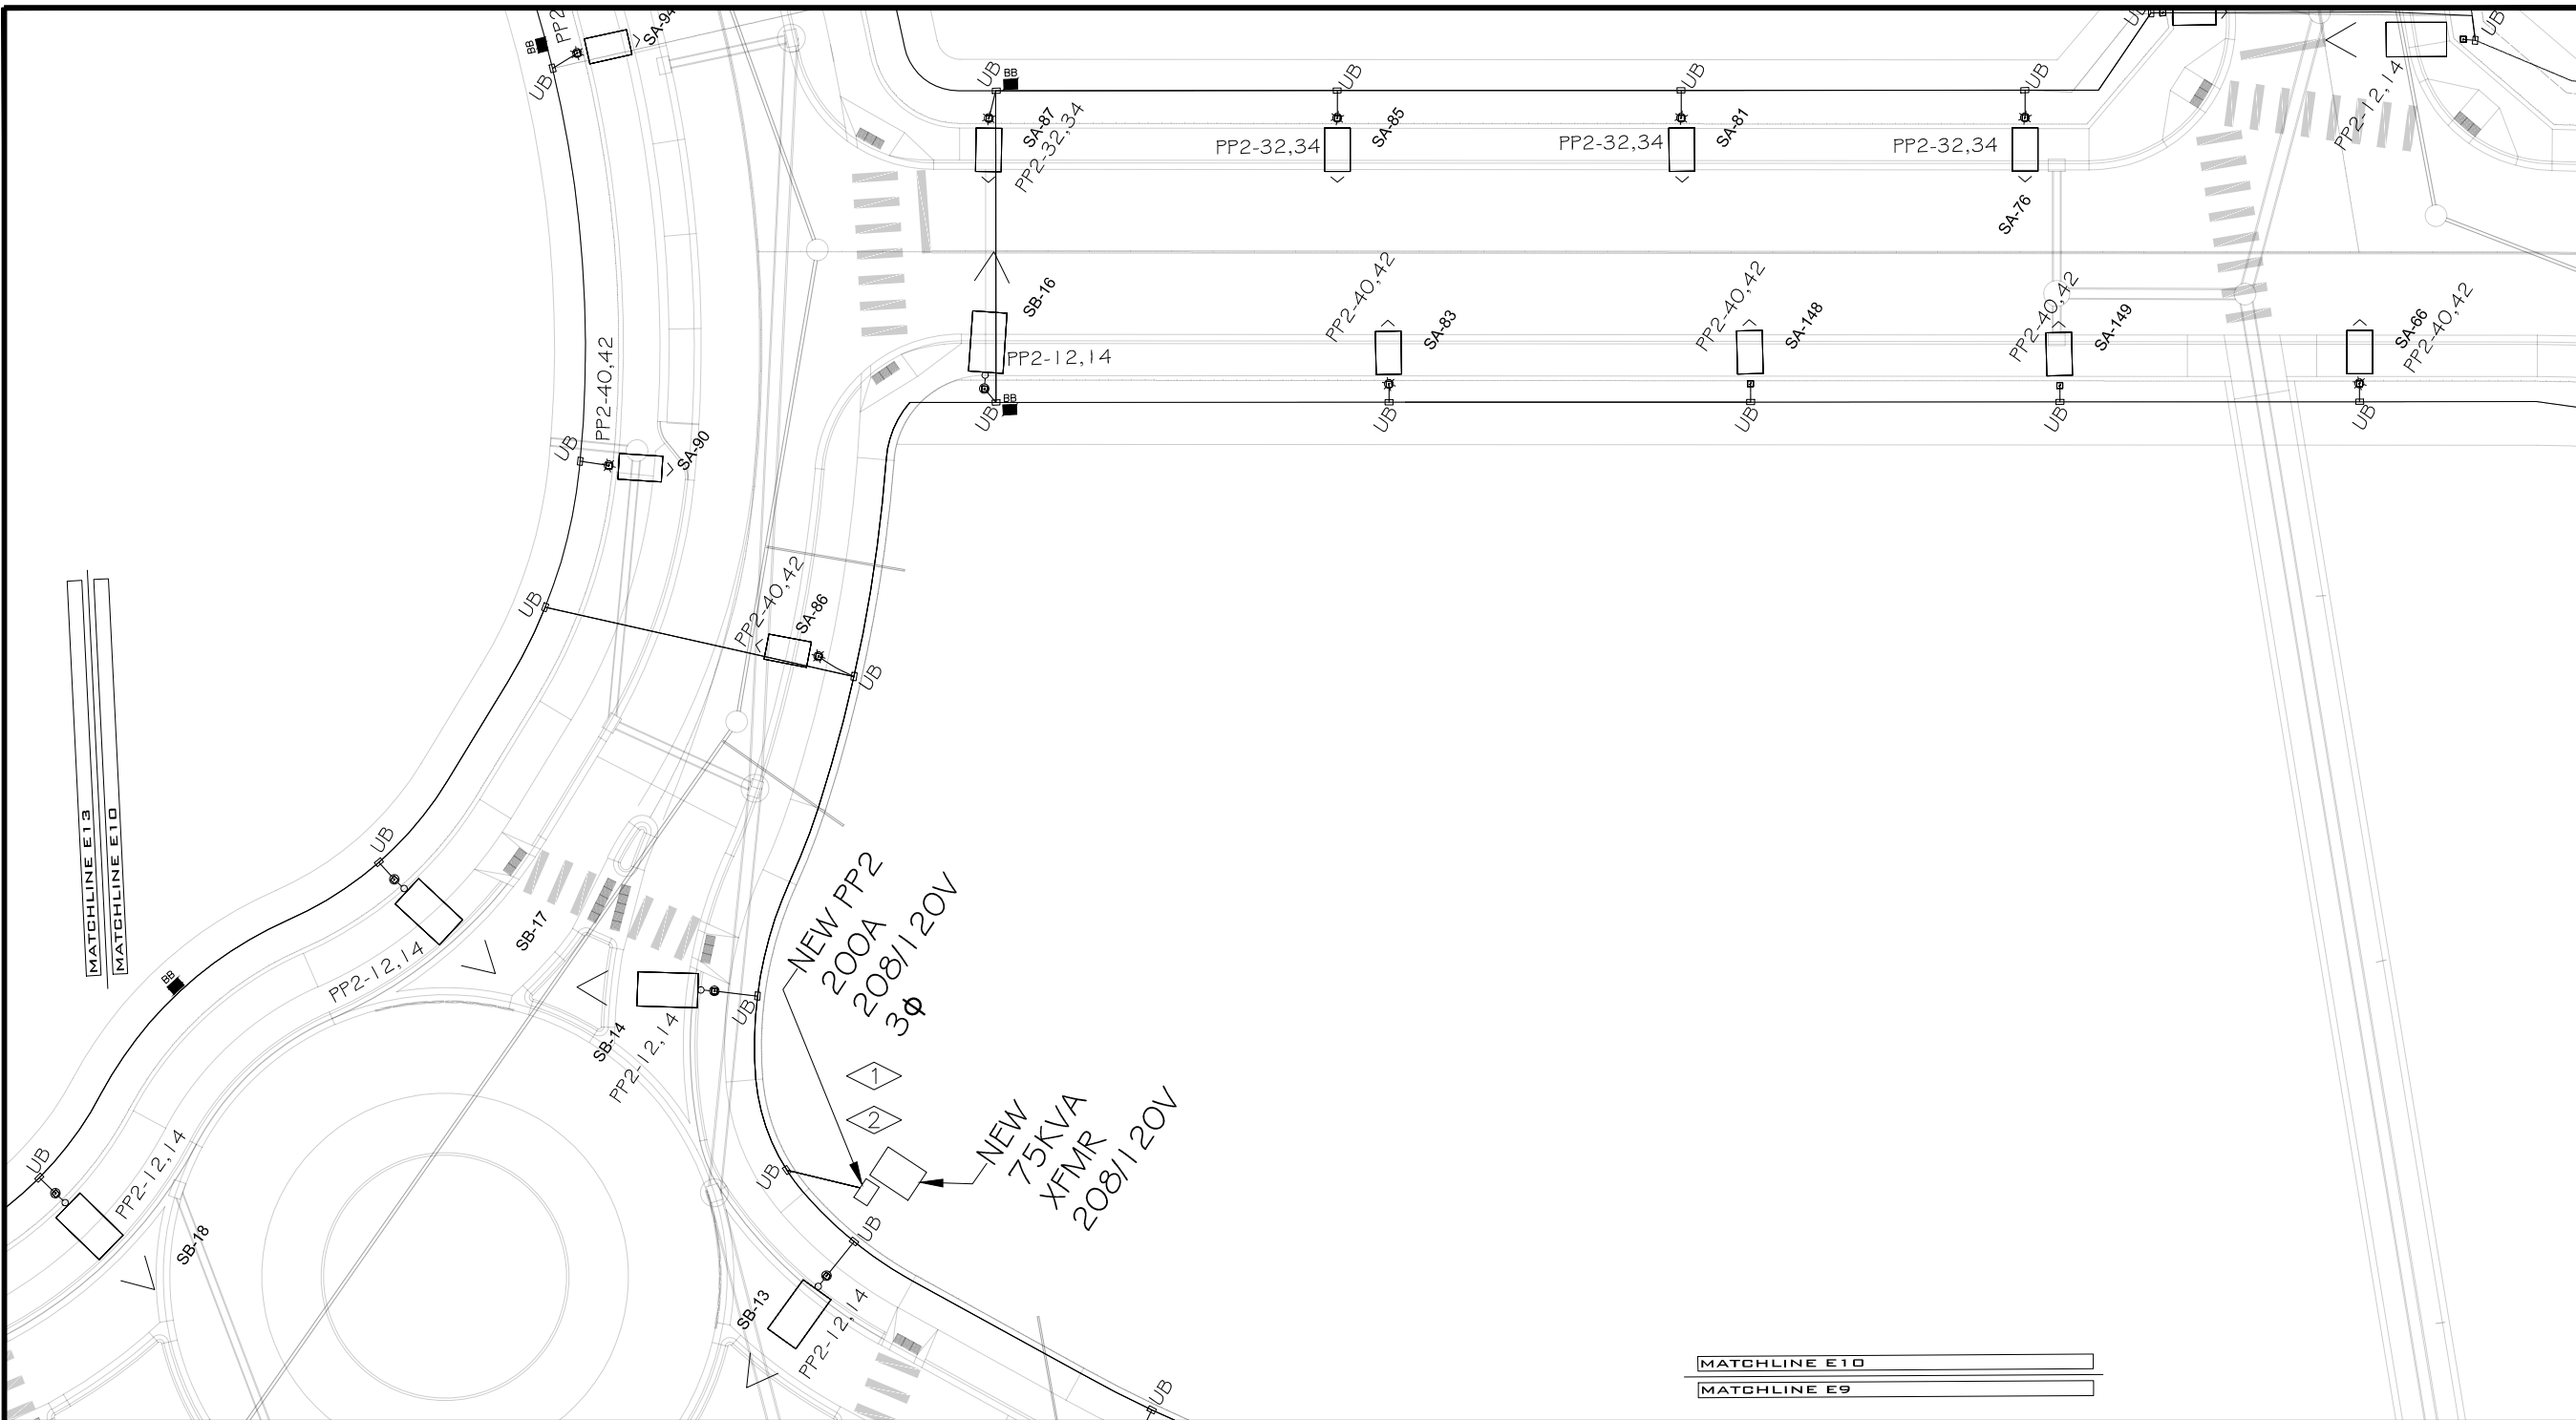 PP2
BB
SA-94
UB
UB
BB
SA-87
PP2-32,34
UB
PP2-32,34
SA-85
UB
PP2-32,34
SA-81
UB
PP2-32,34
SA-76
UB
PP2-12,14
UB
SB-16
PP2-12,14
UB
BB
PP2-40,42
SA-83
UB
PP2-40,42
SA-148
UB
PP2-40,42
SA-149
UB
SA-66
PP2-40,42
UB
PP2-40,42
UB
SA-90
UB
PP2-40,42
SA-86
UB
MATCHLINE E13
MATCHLINE E10
UB
SB-17
PP2-12,14
BB
NEW PP2
200A
208/120V
3ϕ
SB-14
PP2-12,14
UB
1
2
NEW
75KVA
XFMR
208/120V
UB
UB
PP2-12,14
SB-18
UB
SB-13
PP2-12,14
UB
MATCHLINE E10
MATCHLINE E9